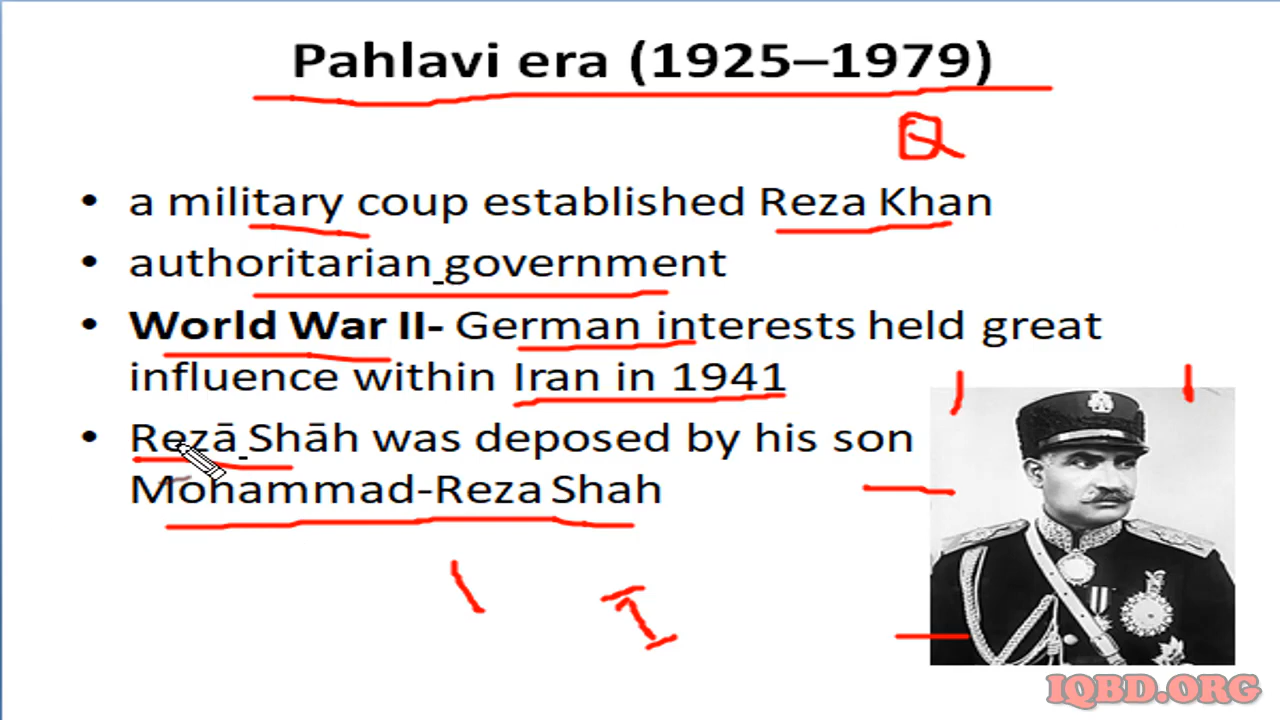 Pahlavi era (1925–1979)
• a military coup established Reza Khan
• authoritarian government
• World War II- German interests held great
influence within Iran in 1941
• Rezā Shāh was deposed by his son
Mohammad-Reza Shah
IQBD.ORG